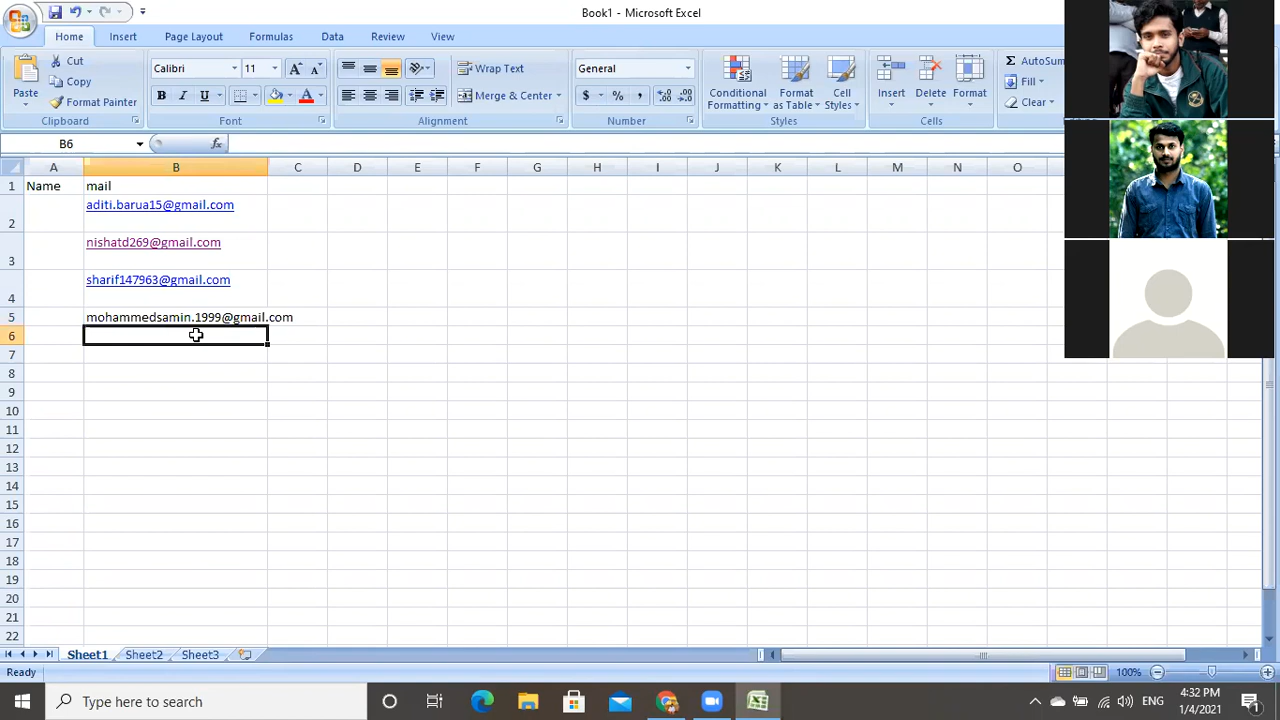 Book1 - Microsoft Excel
Home Insert Page Layout Formulas Data Review View
Paste
Cut
Copy
Format Painter
Clipboard
Calibri 11
B I U A
Font
Wrap Text
Merge & Center
Alignment
General
$ % ,
Number
Conditional Formatting
Format as Table
Cell Styles
Styles
Insert Delete Format
Cells
Σ AutoSum
Fill
Clear
B6 fx
A B C D E F G H I J K L M N O
1 Name mail
2 aditi.barua15@gmail.com
3 nishatd269@gmail.com
4 sharif147963@gmail.com
5 mohammedsamin.1999@gmail.com
6
7
8
9
10
11
12
13
14
15
16
17
18
19
20
21
22
Sheet1 Sheet2 Sheet3
Ready 100%
Type here to search
ENG
4:32 PM
1/4/2021
1